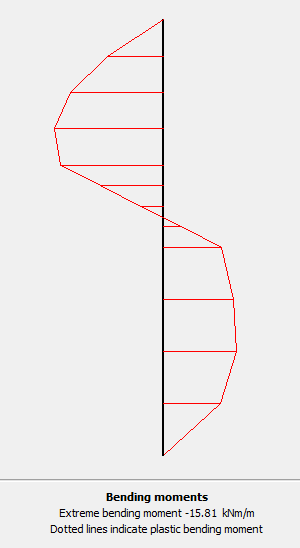 Bending moments
Extreme bending moment -15.81 kNm/m
Dotted lines indicate plastic bending moment